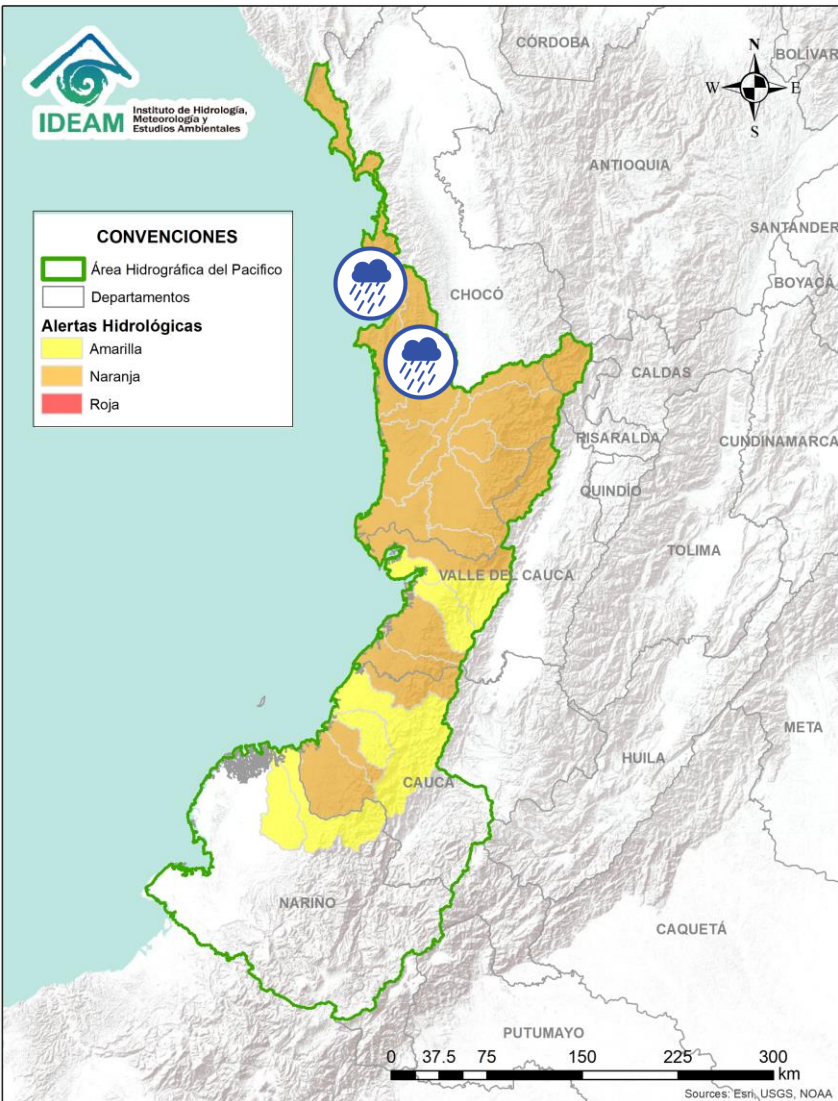 IDEAM
Instituto de Hidrología,
Meteorología y
Estudios Ambientales
CÓRDOBA
BOLÍVAR
N
W
E
S
ANTIOQUIA
SANTANDER
CONVENCIONES
Área Hidrográfica del Pacifico
Departamentos
Alertas Hidrológicas
Amarilla
Naranja
Roja
BOYACÁ
CHOCÓ
CALDAS
RISARALDA
CUNDINAMARCA
QUINDÍO
TOLIMA
VALLE DEL CAUCA
META
HUILA
CAUCA
NARIÑO
CAQUETÁ
PUTUMAYO
0 37.5 75 150 225 300
km
Sources: Esri, USGS, NOAA